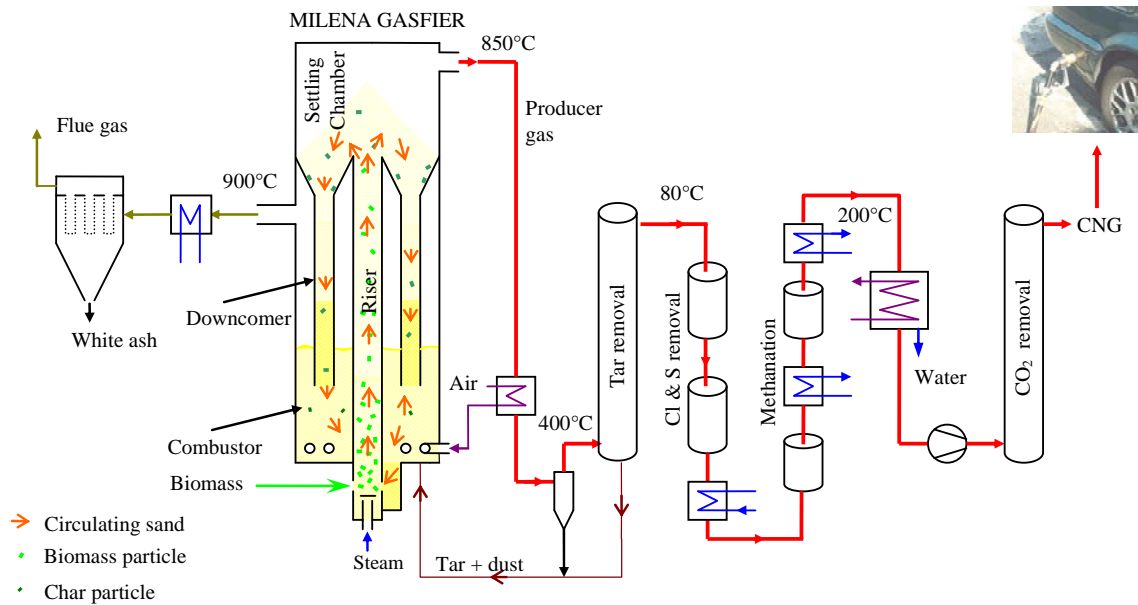 MILENA GASFIER
850°C
Settling
Chamber
Producer
gas
Flue gas
900°C
80°C
200°C
CNG
Riser
Downcomer
White ash
Tar removal
Cl & S removal
Methanation
Water
CO₂ removal
Air
400°C
Combustor
Biomass
Circulating sand
Biomass particle
Char particle
Steam
Tar + dust